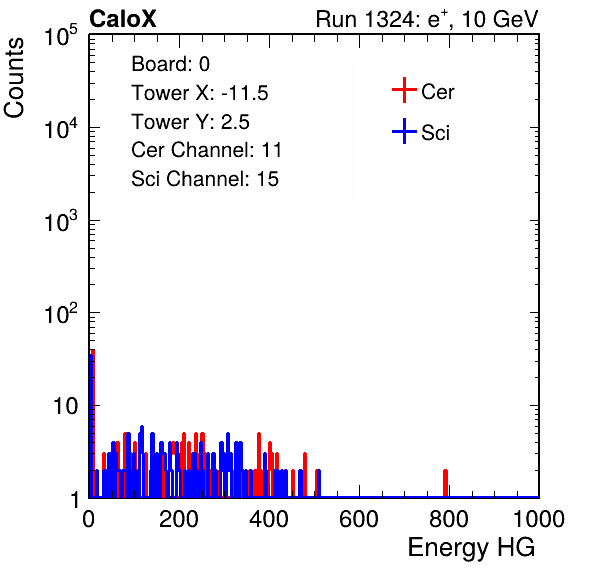 CaloX Run 1324: e⁺, 10 GeV
Counts
Board: 0
Tower X: -11.5
Tower Y: 2.5
Cer Channel: 11
Sci Channel: 15
Cer
Sci
10⁵
10⁴
10³
10²
10
1
0 200 400 600 800 1000
Energy HG